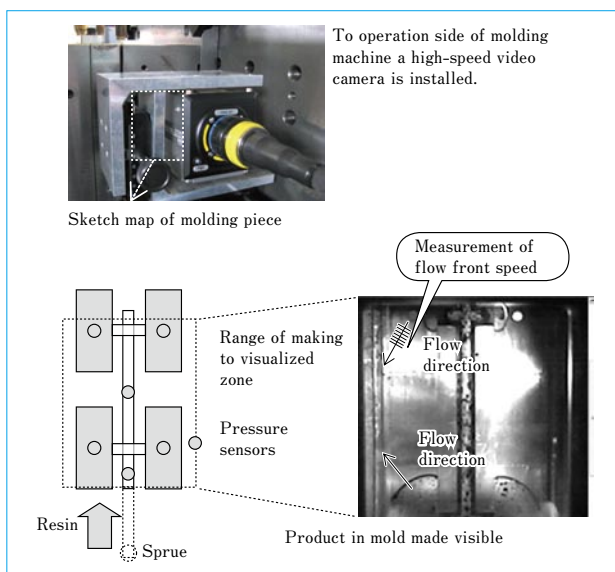 To operation side of molding
machine a high-speed video
camera is installed.
Sketch map of molding piece
Measurement of
flow front speed
Flow
direction
Range of making
to visualized
zone
Pressure
sensors
Flow
direction
Resin
Sprue
Product in mold made visible